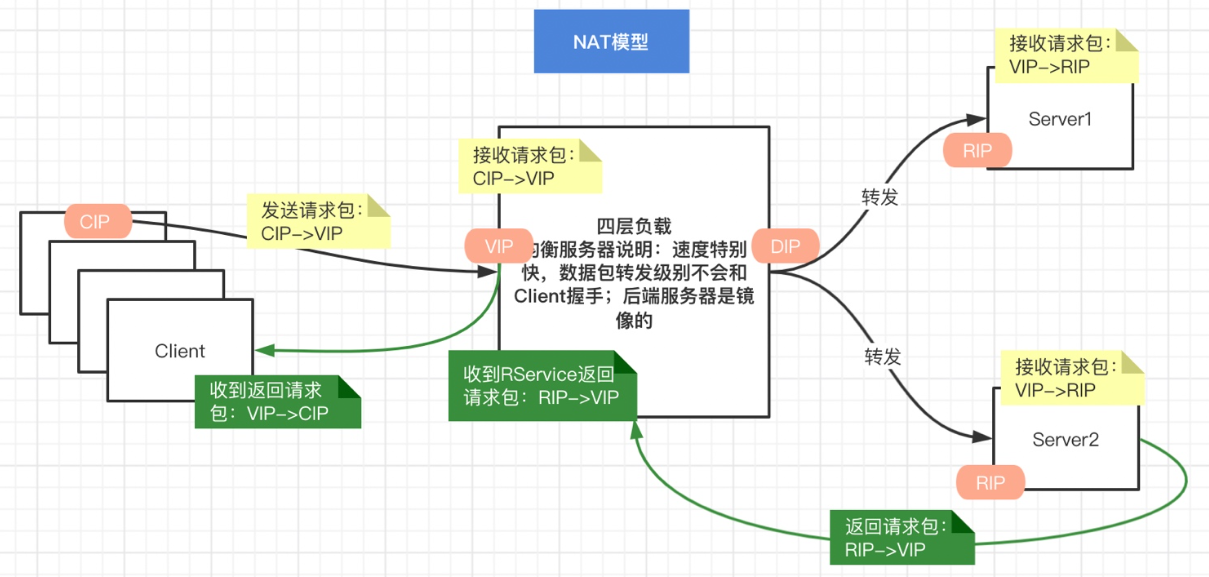 NAT模型
接收请求包：
VIP->RIP
Server1
RIP
接收请求包：
CIP->VIP
转发
发送请求包：
CIP->VIP
CIP
VIP
四层负载
均衡服务器说明：速度特别
快，数据包转发级别不会和
Client握手；后端服务器是镜
像的
DIP
Client
转发
收到返回请求
包：VIP->CIP
收到RService返回
请求包：RIP->VIP
接收请求包：
VIP->RIP
Server2
RIP
返回请求包：
RIP->VIP